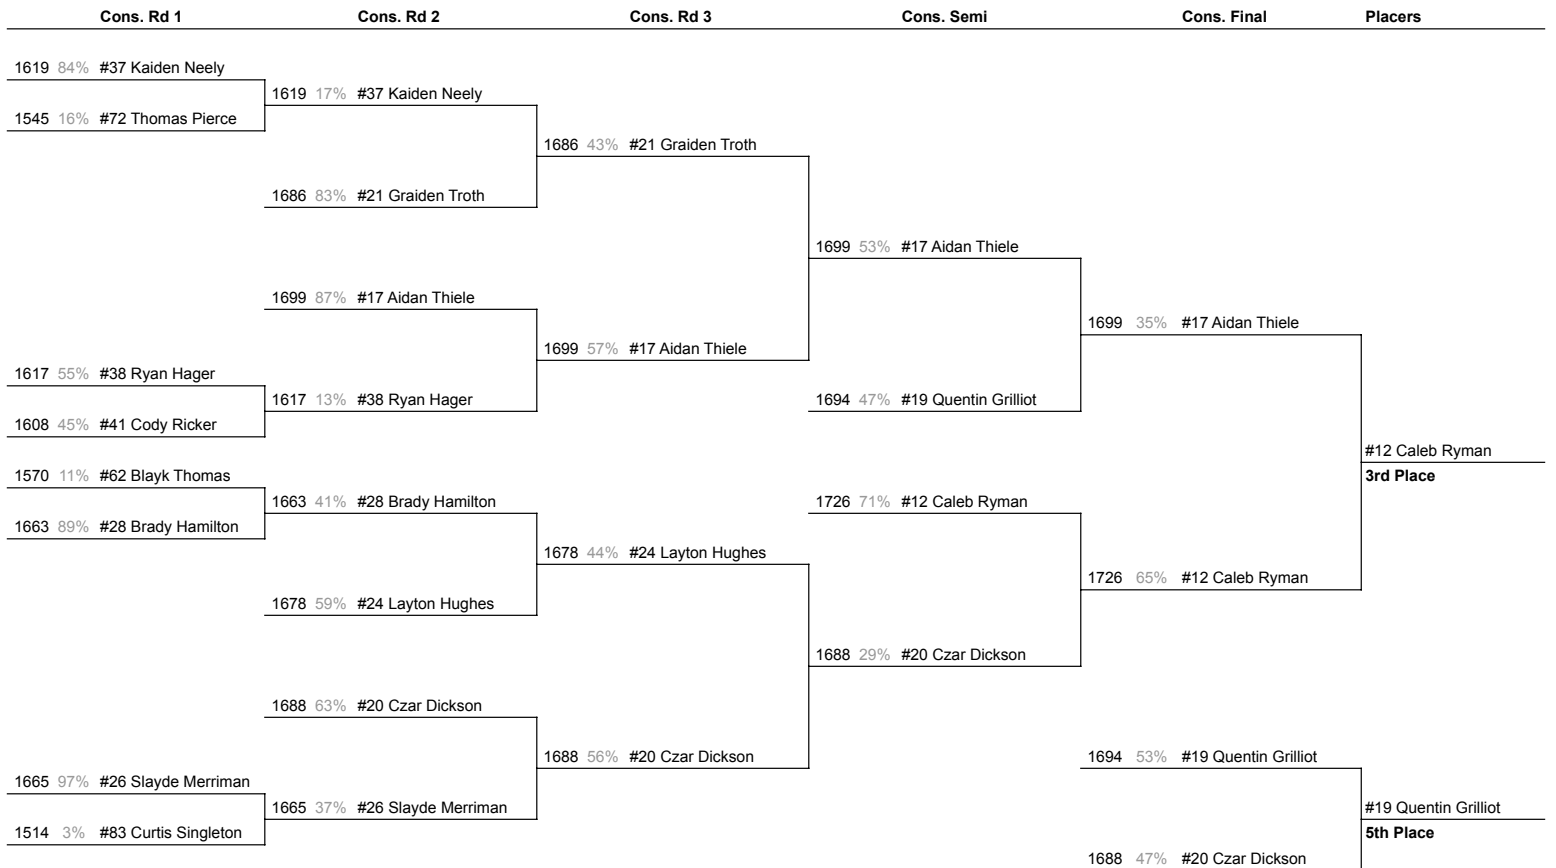 Cons. Rd 1 Cons. Rd 2 Cons. Rd 3 Cons. Semi Cons. Final Placers
1619 84% #37 Kaiden Neely
1619 17% #37 Kaiden Neely
1545 16% #72 Thomas Pierce
1686 43% #21 Graiden Troth
1686 83% #21 Graiden Troth
1699 53% #17 Aidan Thiele
1699 87% #17 Aidan Thiele
1699 35% #17 Aidan Thiele
1699 57% #17 Aidan Thiele
1617 55% #38 Ryan Hager
1617 13% #38 Ryan Hager
1694 47% #19 Quentin Grilliot
1608 45% #41 Cody Ricker
#12 Caleb Ryman
1570 11% #62 Blayk Thomas
3rd Place
1663 41% #28 Brady Hamilton
1726 71% #12 Caleb Ryman
1663 89% #28 Brady Hamilton
1678 44% #24 Layton Hughes
1726 65% #12 Caleb Ryman
1678 59% #24 Layton Hughes
1688 29% #20 Czar Dickson
1688 63% #20 Czar Dickson
1688 56% #20 Czar Dickson
1694 53% #19 Quentin Grilliot
1665 97% #26 Slayde Merriman
1665 37% #26 Slayde Merriman
#19 Quentin Grilliot
1514 3% #83 Curtis Singleton
5th Place
1688 47% #20 Czar Dickson